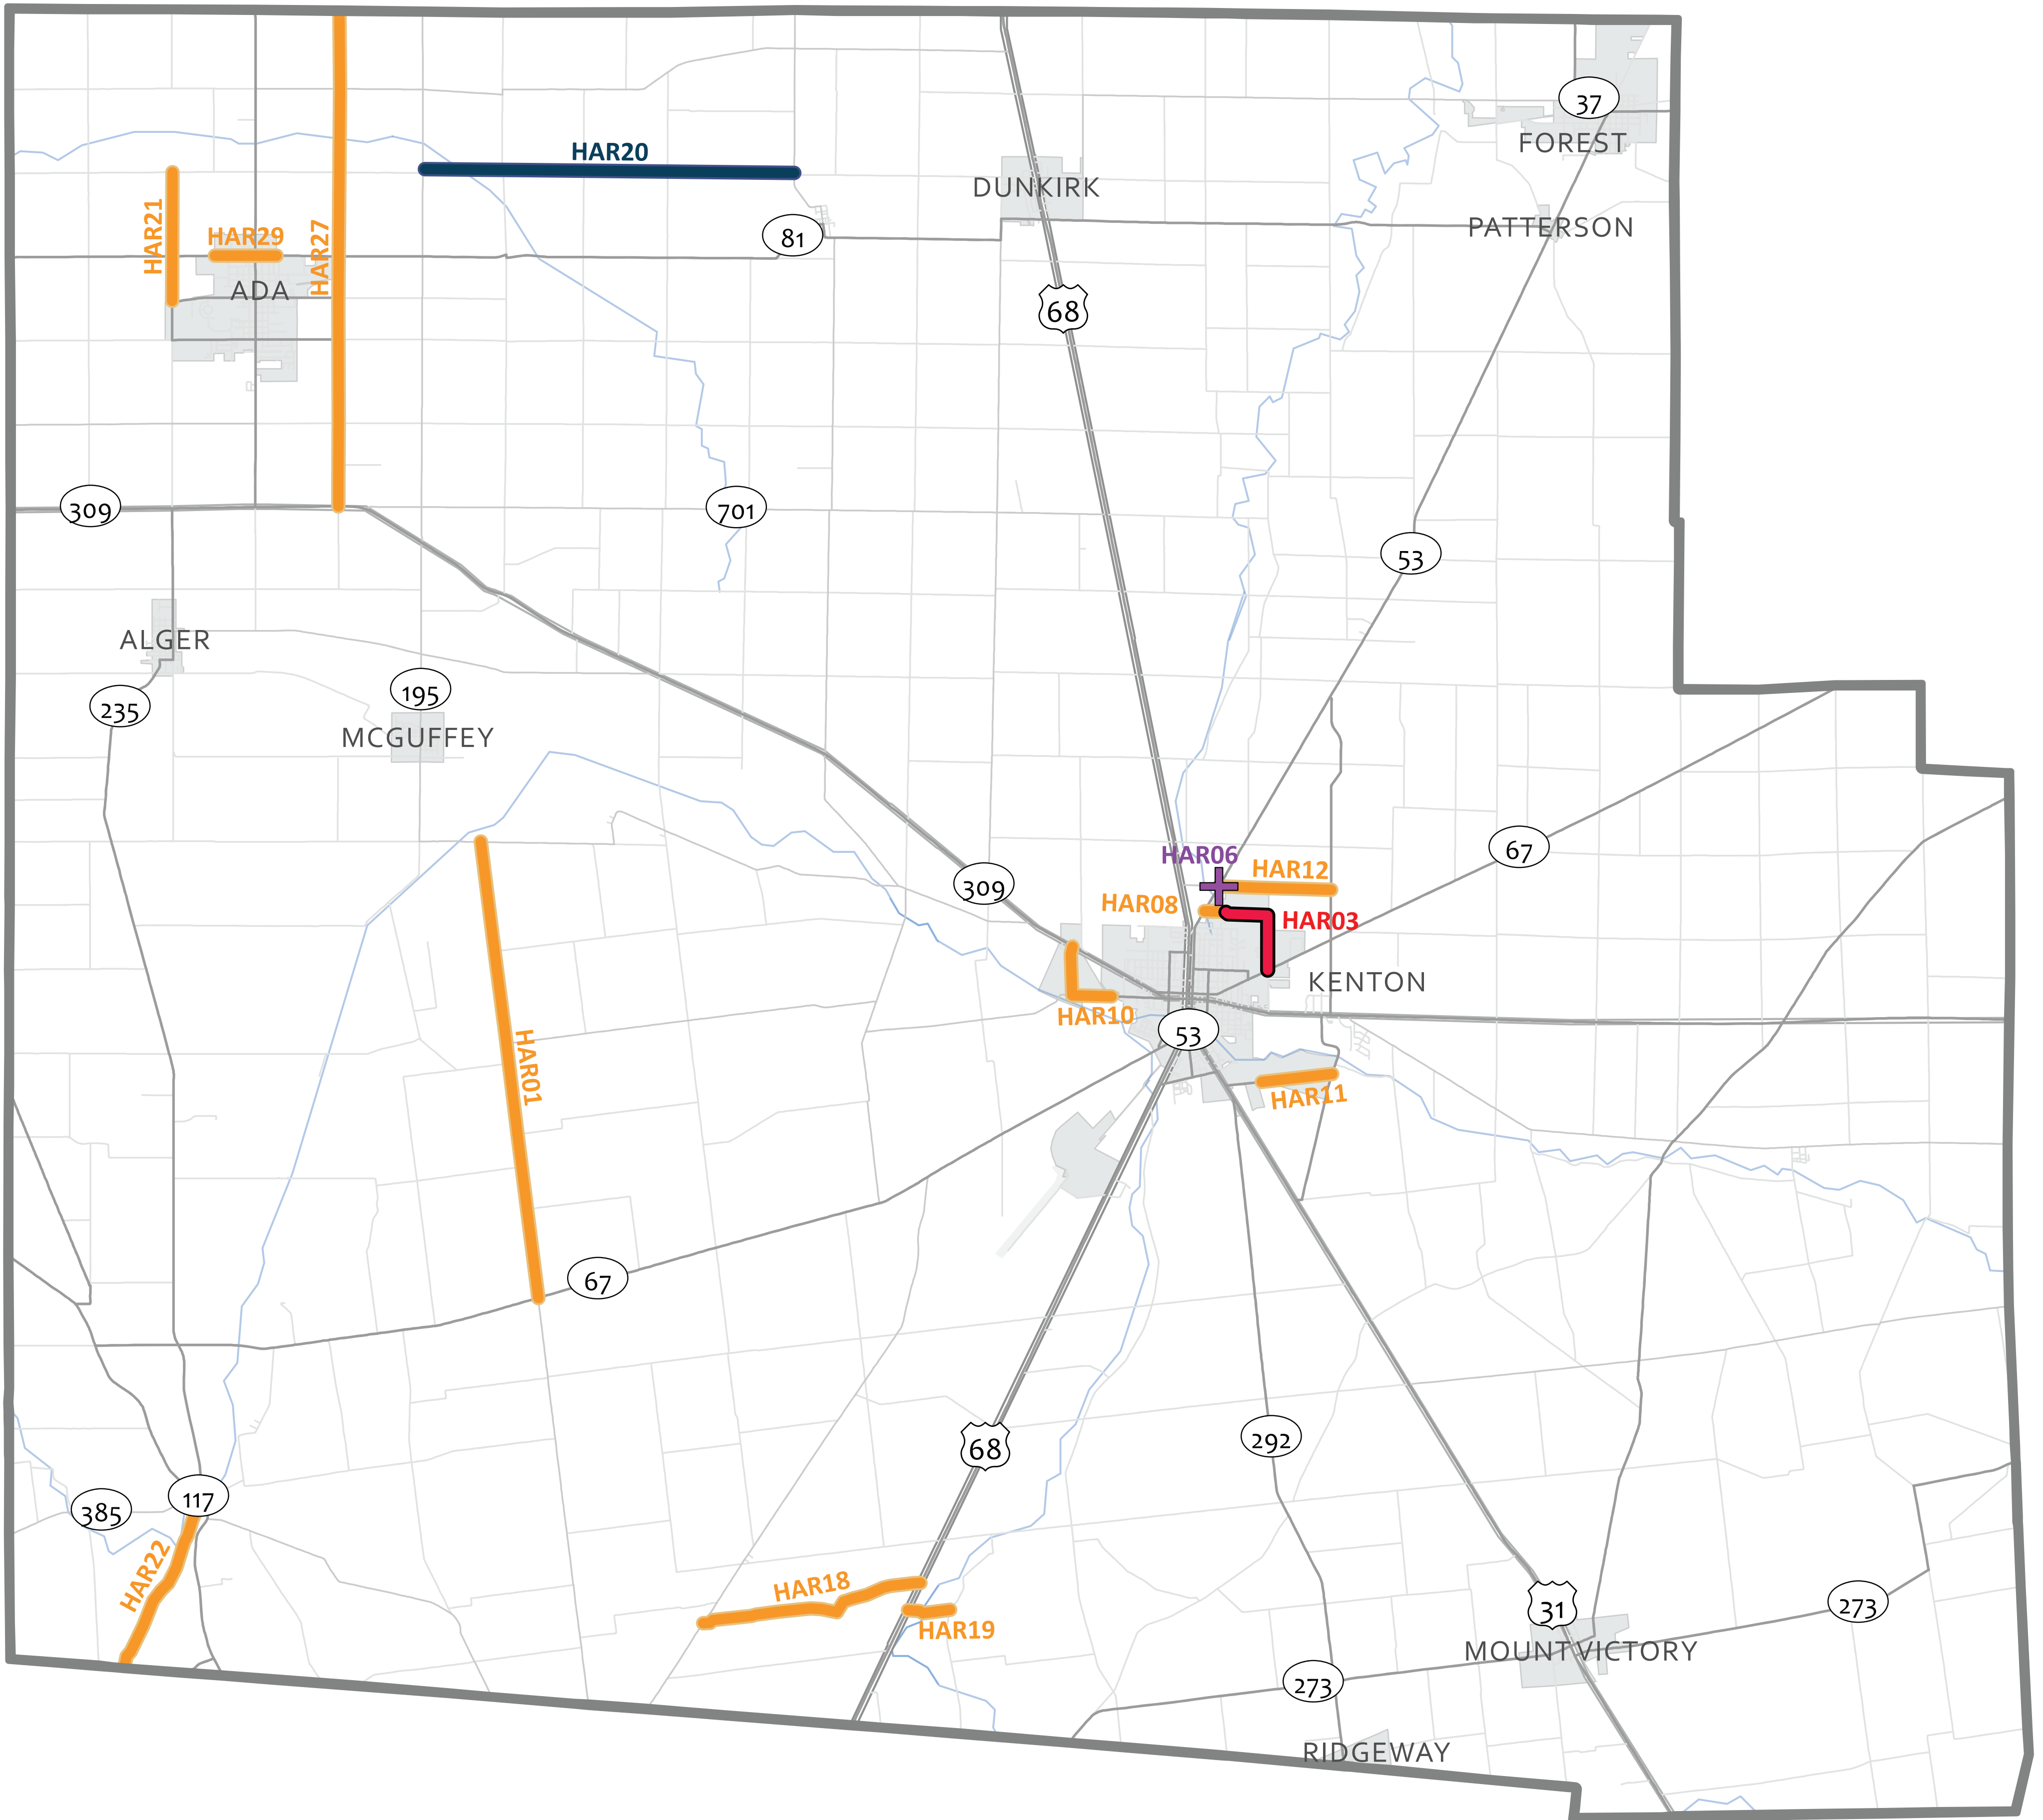 37
FOREST
HAR20
DUNKIRK
HAR21
HAR29
HAR27
81
PATTERSON
ADA
68
309
701
53
ALGER
195
235
MCGUFFEY
67
HAR06
HAR12
309
HAR08
HAR03
KENTON
HAR10
53
HAR01
HAR11
67
68
292
117
385
HAR22
HAR18
HAR19
31
273
MOUNT VICTORY
273
RIDGEWAY